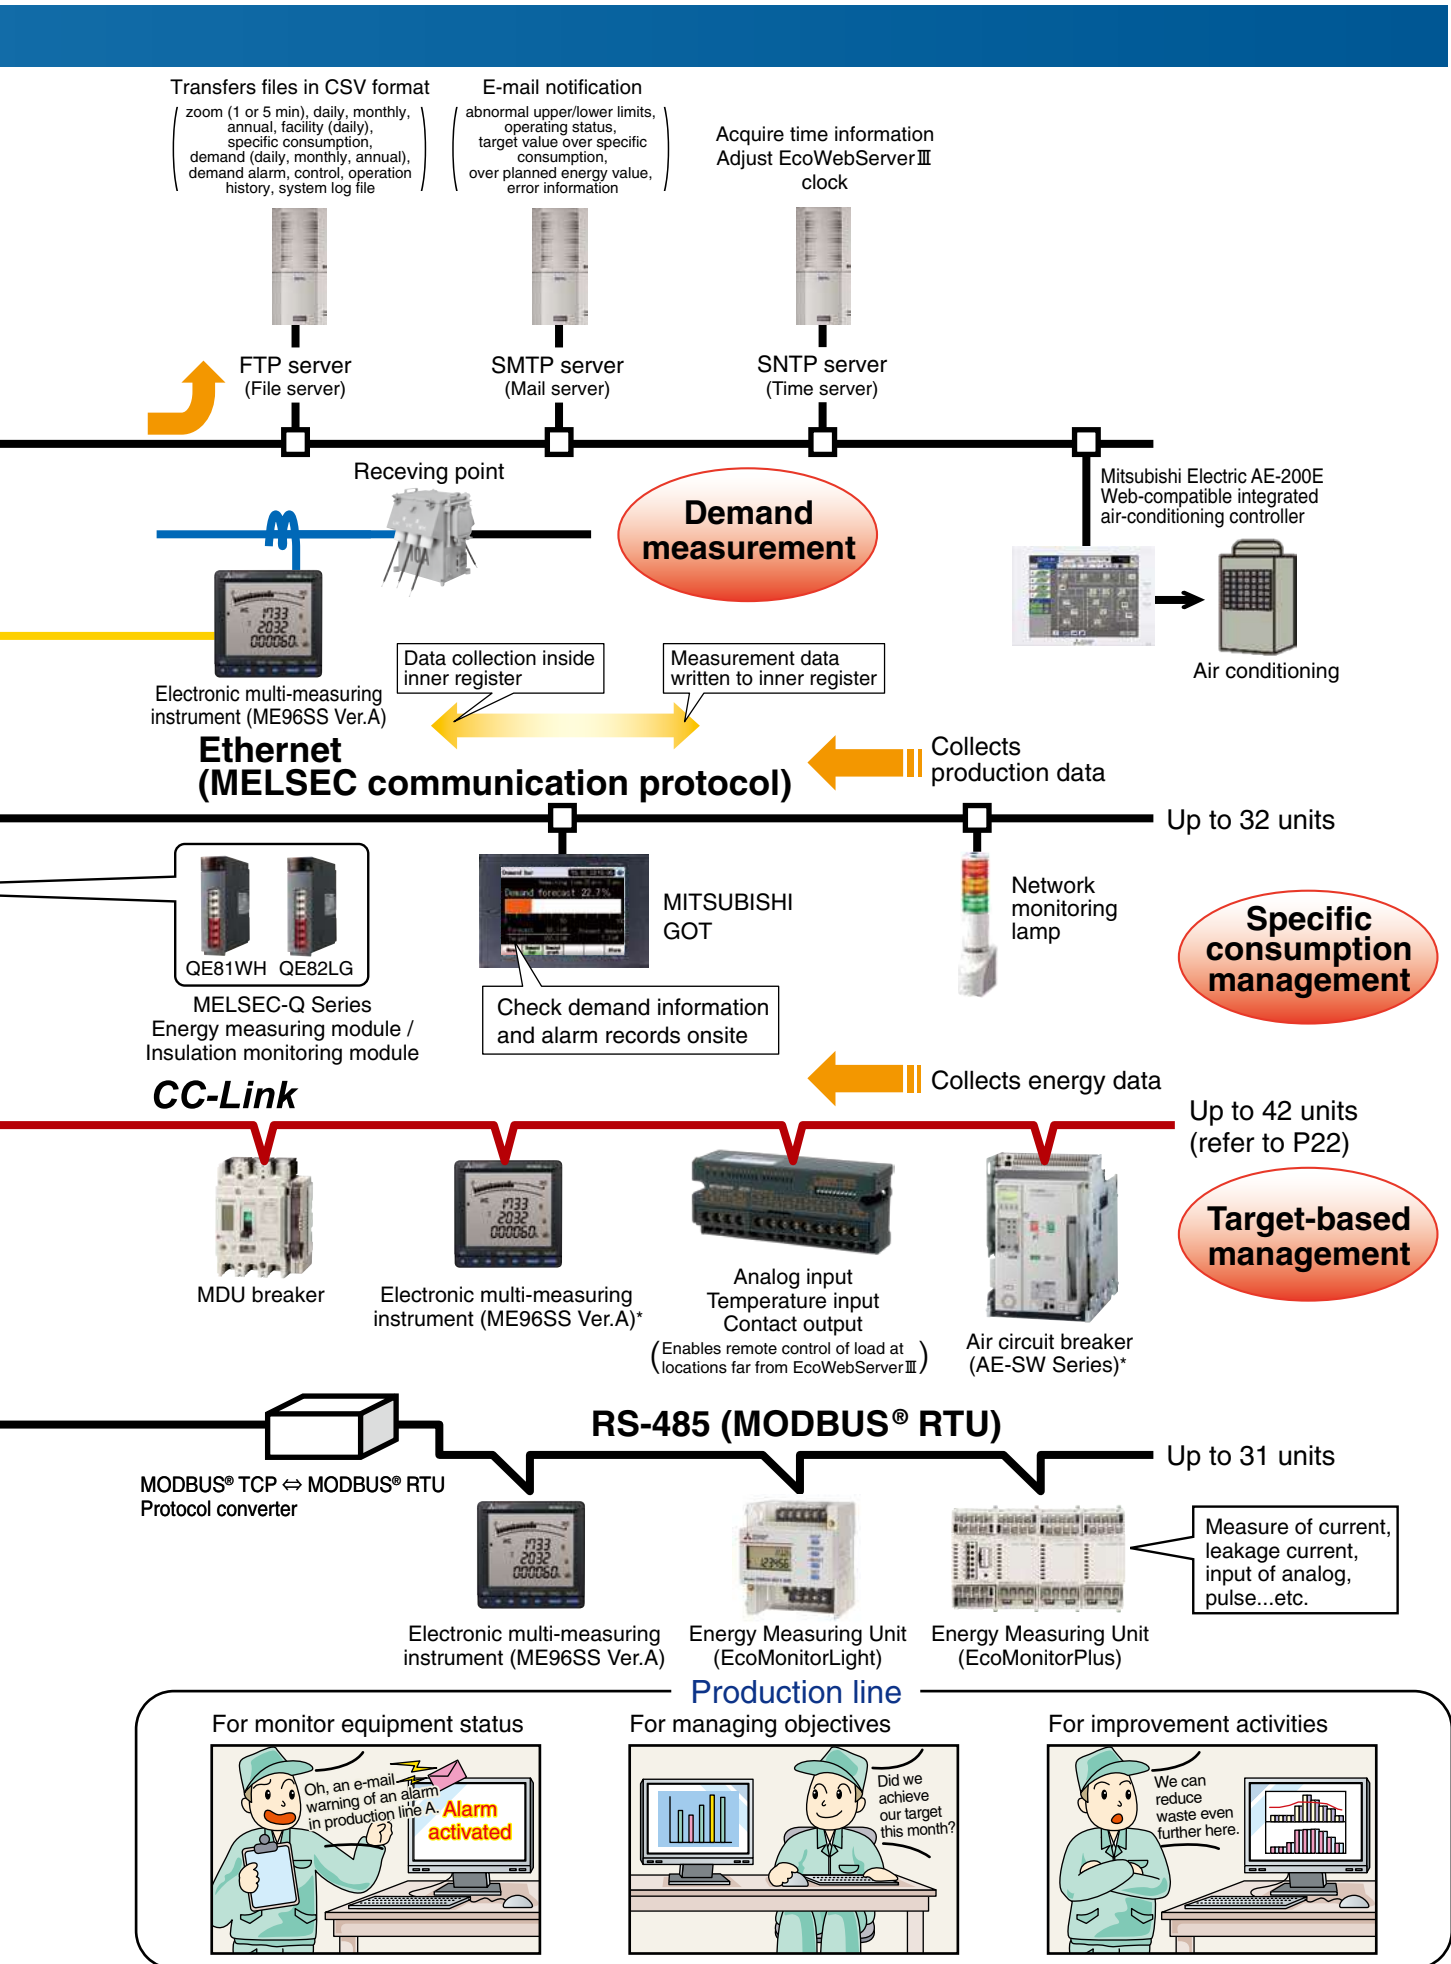 Transfers files in CSV format
zoom (1 or 5 min), daily, monthly,
annual, facility (daily),
specific consumption,
demand (daily, monthly, annual),
demand alarm, control, operation
history, system log file
E-mail notification
abnormal upper/lower limits,
operating status,
target value over specific
consumption,
over planned energy value,
error information
Acquire time information
Adjust EcoWebServerⅢ
clock
FTP server
(File server)
SMTP server
(Mail server)
SNTP server
(Time server)
Receving point
Demand
measurement
Mitsubishi Electric AE-200E
Web-compatible integrated
air-conditioning controller
Air conditioning
1733
2032
000060
Electronic multi-measuring
instrument (ME96SS Ver.A)
Data collection inside
inner register
Measurement data
written to inner register
Ethernet
(MELSEC communication protocol)
Collects
production data
Up to 32 units
QE81WH QE82LG
MELSEC-Q Series
Energy measuring module /
Insulation monitoring module
Demand forecast 22.7%
MITSUBISHI
GOT
Check demand information
and alarm records onsite
Network
monitoring
lamp
Specific
consumption
management
CC-Link
Collects energy data
Up to 42 units
(refer to P22)
MDU breaker
1733
2032
000060
Electronic multi-measuring
instrument (ME96SS Ver.A)*
Analog input
Temperature input
Contact output
(Enables remote control of load at
locations far from EcoWebServerⅢ)
Air circuit breaker
(AE-SW Series)*
Target-based
management
RS-485 (MODBUS® RTU)
Up to 31 units
MODBUS® TCP ⇔ MODBUS® RTU
Protocol converter
1733
2032
000060
Electronic multi-measuring
instrument (ME96SS Ver.A)
123456
Energy Measuring Unit
(EcoMonitorLight)
Energy Measuring Unit
(EcoMonitorPlus)
Measure of current,
leakage current,
input of analog,
pulse...etc.
Production line
For monitor equipment status
Oh, an e-mail
warning of an alarm
in production line A.
Alarm
activated
For managing objectives
Did we
achieve
our target
this month?
For improvement activities
We can
reduce
waste even
further here.